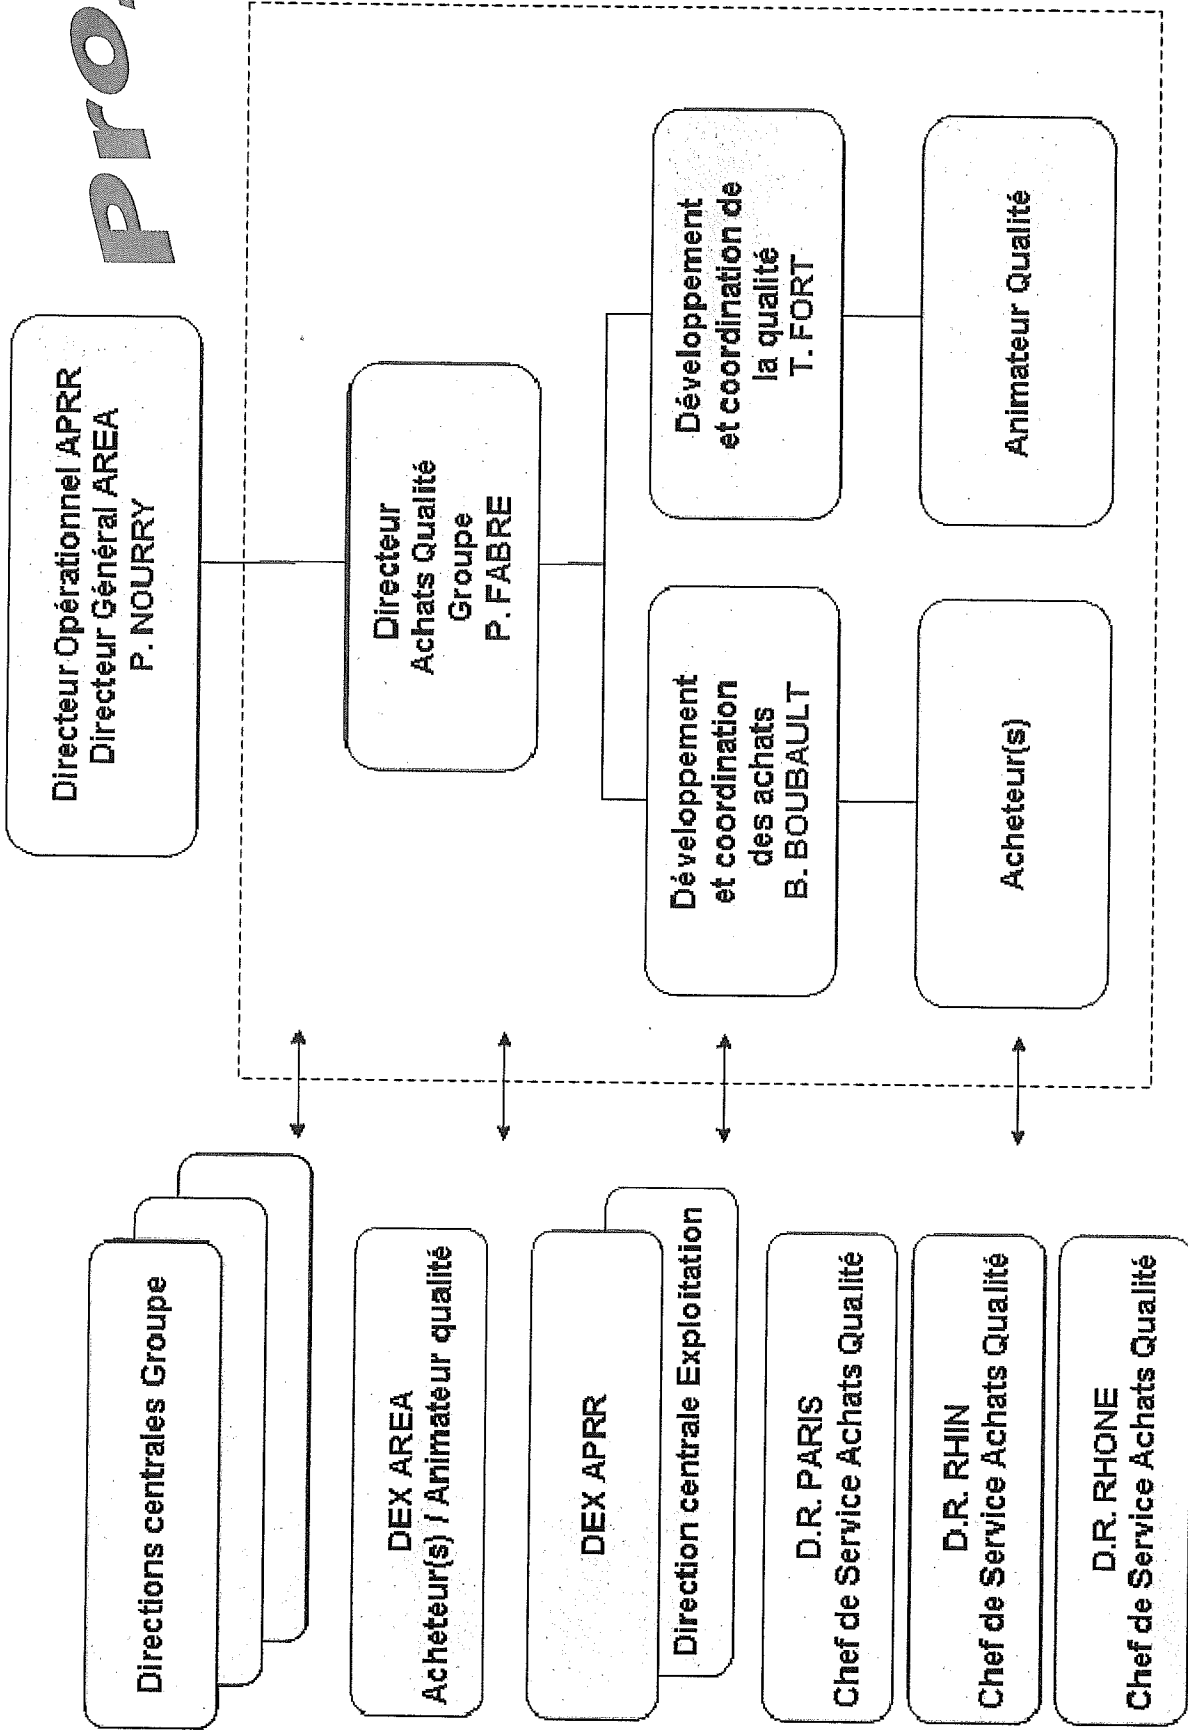 Pro
Directeur Opérationnel APRR
Directeur Général AREA
P. NOURRY
Directeur
Achats Qualité
Groupe
P. FABRE
Développement
et coordination
des achats
B. BOUBAULT
Développement
et coordination de
la qualité
T. FORT
Acheteur(s)
Animateur Qualité
Directions centrales Groupe
DEX AREA
Acheteur(s) / Animateur qualité
DEX APRR
Direction centrale Exploitation
D.R. PARIS
Chef de Service Achats Qualité
D.R. RHIN
Chef de Service Achats Qualité
D.R. RHONE
Chef de Service Achats Qualité